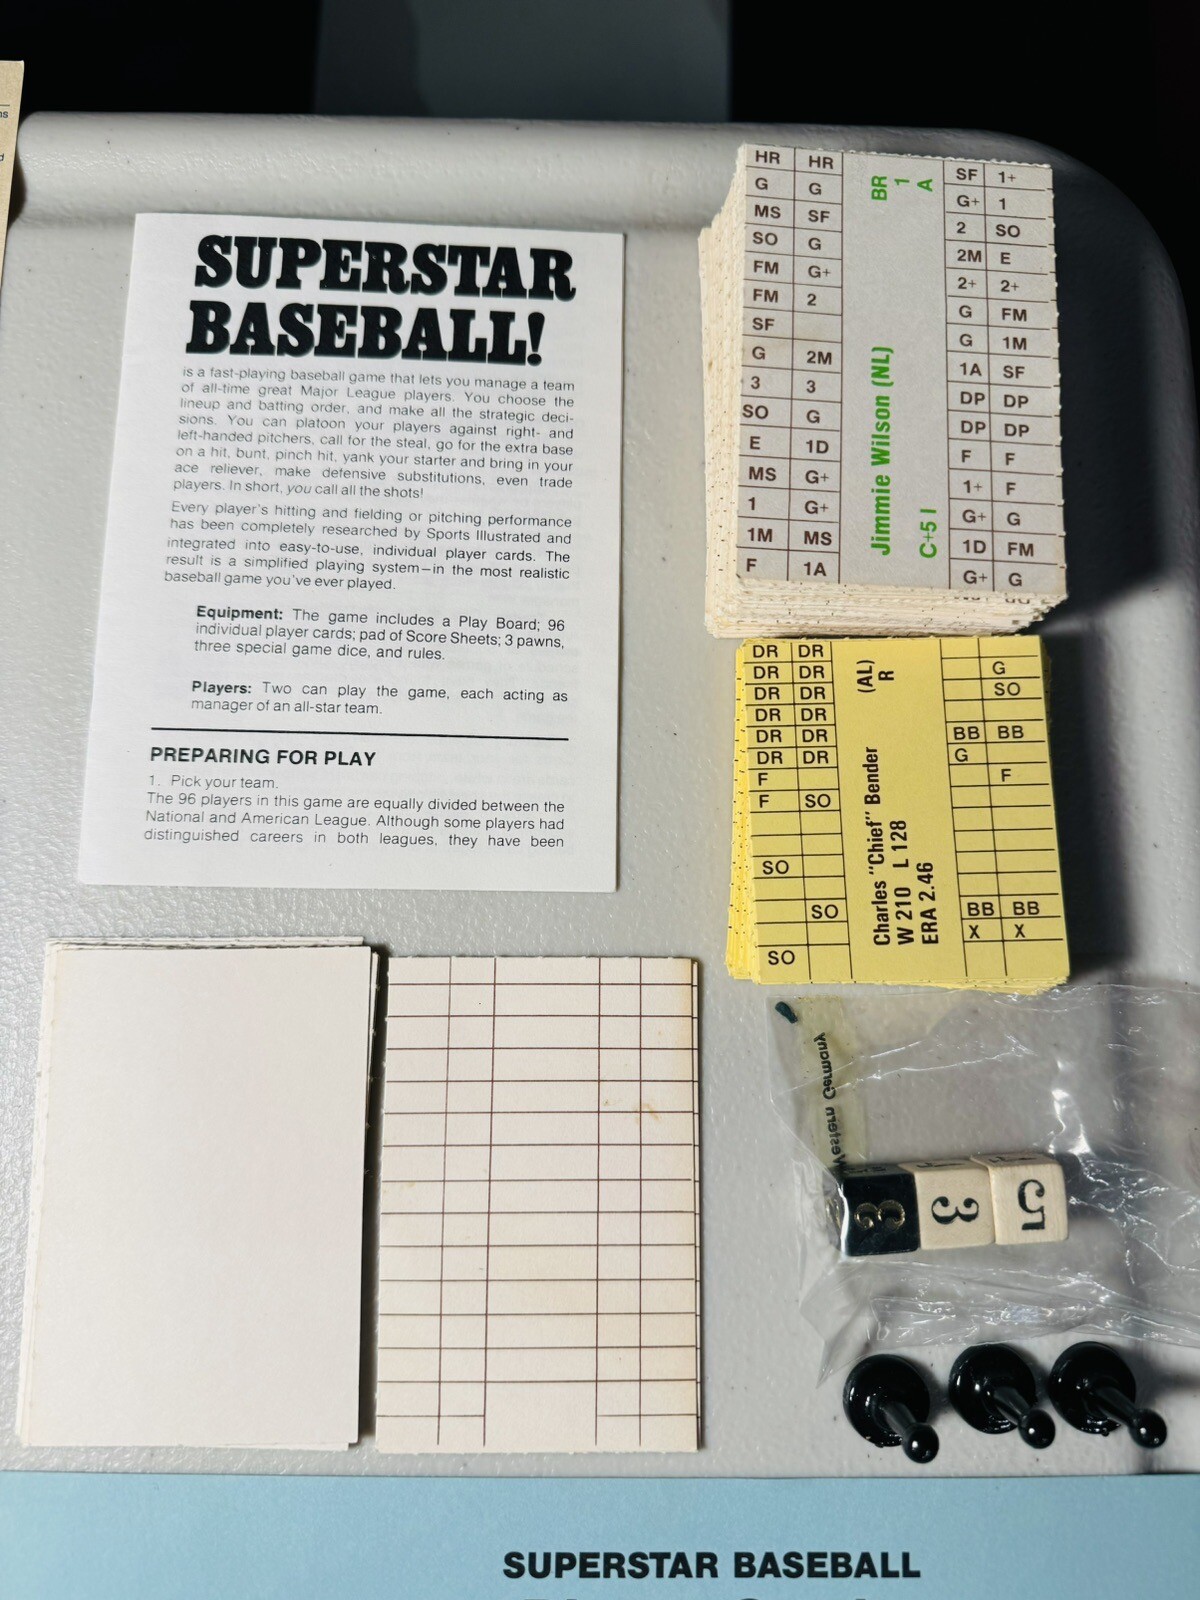 SUPERSTAR
BASEBALL!
is a fast-playing baseball game that lets you manage a team
of all-time great Major League players. You choose the
lineup and batting order, and make all the strategic deci-
sions. You can platoon your players against right- and
left-handed pitchers, call for the steal, go for the extra base
on a hit, bunt, pinch hit, yank your starter and bring in your
ace reliever, make defensive substitutions, even trade
players. In short, you call all the shots!
Every player's hitting and fielding or pitching performance
has been completely researched by Sports Illustrated and
integrated into easy-to-use, individual player cards. The
result is a simplified playing system—in the most realistic
baseball game you've ever played.
Equipment: The game includes a Play Board; 96
individual player cards; pad of Score Sheets; 3 pawns,
three special game dice, and rules.
Players: Two can play the game, each acting as
manager of an all-star team.
PREPARING FOR PLAY
1. Pick your team.
The 96 players in this game are equally divided between the
National and American League. Although some players had
distinguished careers in both leagues, they have been
HR HR
G G
MS SF
SO G
FM G+
FM 2
SF
G 2M
3 3
SO G
E 1D
MS G+
1 G+
1M MS
F 1A
BR
1
A
Jimmie Wilson (NL)
C+5 I
SF 1+
G+ 1
2 SO
2M E
2+ 2+
G FM
G 1M
1A SF
DP DP
DP DP
F F
1+ F
G+ G
1D FM
G+ G
DR DR
DR DR
DR DR
DR DR
DR DR
DR DR
F
F SO
SO
SO
SO
(AL)
R
Charles "Chief" Bender
W 210 L 128
ERA 2.46
G
SO
BB BB
G
F
BB BB
X X
Western Germany
3
3
5
SUPERSTAR BASEBALL